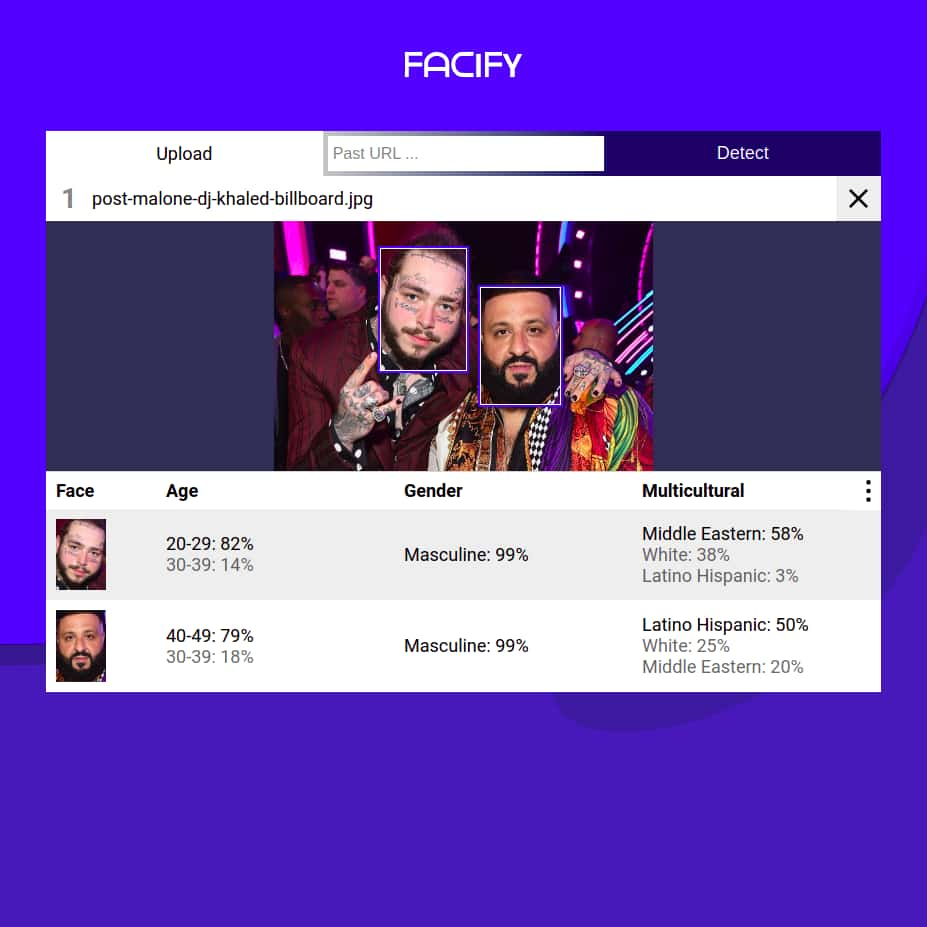 FACIFY
Upload
Past URL ...
Detect
1 post-malone-dj-khaled-billboard.jpg
Face Age Gender Multicultural
20-29: 82%
30-39: 14%
Masculine: 99%
Middle Eastern: 58%
White: 38%
Latino Hispanic: 3%
40-49: 79%
30-39: 18%
Masculine: 99%
Latino Hispanic: 50%
White: 25%
Middle Eastern: 20%